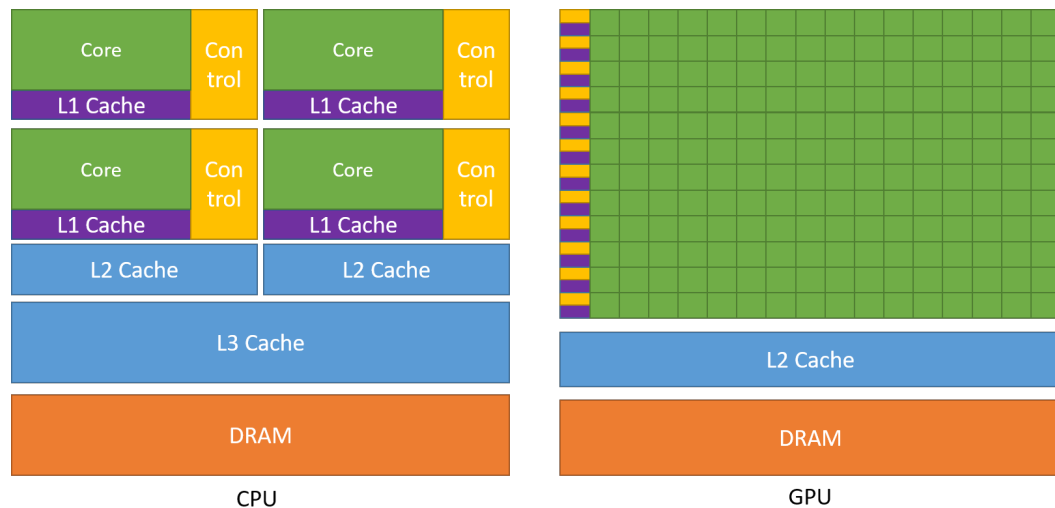 Core
Con
trol
L1 Cache
Core
Con
trol
L1 Cache
Core
Con
trol
L1 Cache
Core
Con
trol
L1 Cache
L2 Cache
L2 Cache
L3 Cache
DRAM
CPU
L2 Cache
DRAM
GPU